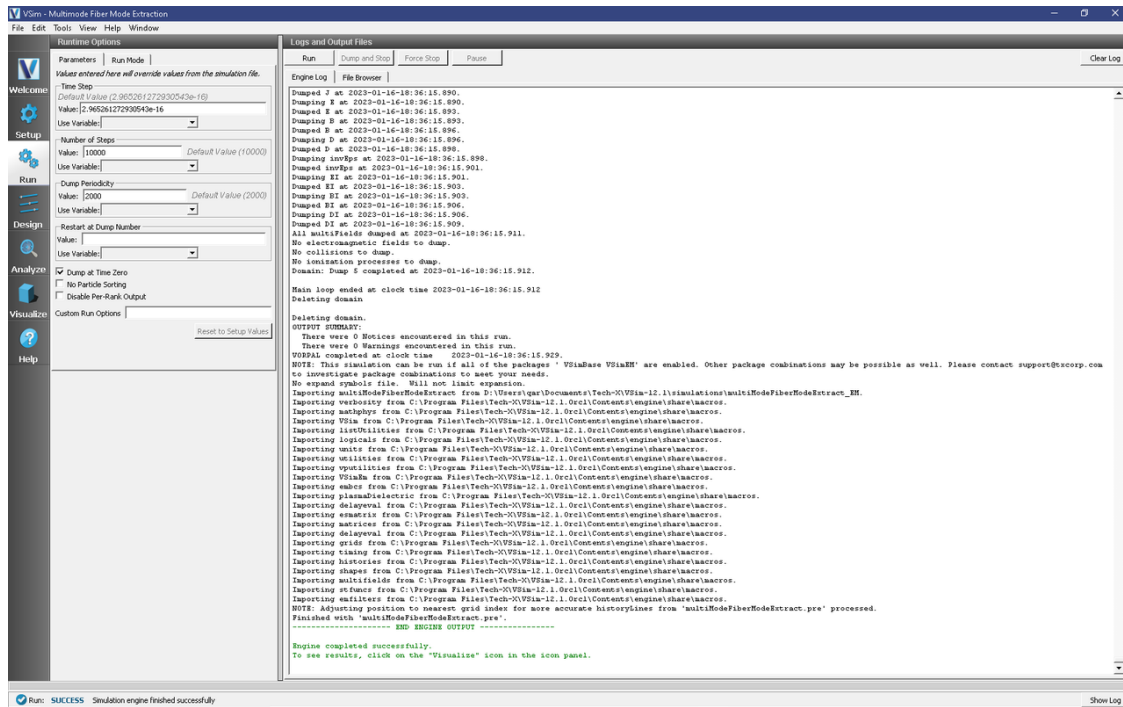 VSim - Multimode Fiber Mode Extraction
File Edit Tools View Help Window
Welcome
Setup
Run
Design
Analyze
Visualize
Help
Runtime Options
Parameters Run Mode
Values entered here will override values from the simulation file.
Time Step
Default Value (2.965261272930543e-16)
Value: 2.965261272930543e-16
Use Variable:
Number of Steps
Value: 10000 Default Value (10000)
Use Variable:
Dump Periodicity
Value: 2000 Default Value (2000)
Use Variable:
Restart at Dump Number
Value:
Use Variable:
Dump at Time Zero
No Particle Sorting
Disable Per-Rank Output
Custom Run Options
Reset to Setup Values
Logs and Output Files
Run Dump and Stop Force Stop Pause Clear Log
Engine Log File Browser
Dumped J at 2023-01-16-18:36:15.890.
Dumping E at 2023-01-16-18:36:15.890.
Dumped E at 2023-01-16-18:36:15.893.
Dumping B at 2023-01-16-18:36:15.893.
Dumped B at 2023-01-16-18:36:15.896.
Dumping D at 2023-01-16-18:36:15.896.
Dumped D at 2023-01-16-18:36:15.898.
Dumping invEps at 2023-01-16-18:36:15.898.
Dumped invEps at 2023-01-16-18:36:15.901.
Dumping EI at 2023-01-16-18:36:15.901.
Dumped EI at 2023-01-16-18:36:15.903.
Dumping BI at 2023-01-16-18:36:15.903.
Dumped BI at 2023-01-16-18:36:15.906.
Dumping DI at 2023-01-16-18:36:15.906.
Dumped DI at 2023-01-16-18:36:15.909.
All multiFields dumped at 2023-01-16-18:36:15.911.
No electromagnetic fields to dump.
No collisions to dump.
No ionization processes to dump.
Domain: Dump 5 completed at 2023-01-16-18:36:15.912.
Main loop ended at clock time 2023-01-16-18:36:15.912
Deleting domain
Deleting domain.
OUTPUT SUMMARY:
There were 0 Notices encountered in this run.
There were 0 Warnings encountered in this run.
VORPAL completed at clock time 2023-01-16-18:36:15.929.
NOTE: This simulation can be run if all of the packages ' VSimBase VSimEM' are enabled. Other package combinations may be possible as well. Please contact support@txcorp.com
to investigate package combinations to meet your needs.
No expand symbols file. Will not limit expansion.
Importing multiModeFiberModeExtract from D:\Users\qar\Documents\Tech-X\VSim-12.1\simulations\multiModeFiberModeExtract_EM.
Importing verbosity from C:\Program Files\Tech-X\VSim-12.1.0rc1\Contents\engine\share\macros.
Importing mathphys from C:\Program Files\Tech-X\VSim-12.1.0rc1\Contents\engine\share\macros.
Importing VSim from C:\Program Files\Tech-X\VSim-12.1.0rc1\Contents\engine\share\macros.
Importing listUtilities from C:\Program Files\Tech-X\VSim-12.1.0rc1\Contents\engine\share\macros.
Importing logicals from C:\Program Files\Tech-X\VSim-12.1.0rc1\Contents\engine\share\macros.
Importing units from C:\Program Files\Tech-X\VSim-12.1.0rc1\Contents\engine\share\macros.
Importing utilities from C:\Program Files\Tech-X\VSim-12.1.0rc1\Contents\engine\share\macros.
Importing vputilities from C:\Program Files\Tech-X\VSim-12.1.0rc1\Contents\engine\share\macros.
Importing VSimEm from C:\Program Files\Tech-X\VSim-12.1.0rc1\Contents\engine\share\macros.
Importing embcs from C:\Program Files\Tech-X\VSim-12.1.0rc1\Contents\engine\share\macros.
Importing plasmaDielectric from C:\Program Files\Tech-X\VSim-12.1.0rc1\Contents\engine\share\macros.
Importing delayeval from C:\Program Files\Tech-X\VSim-12.1.0rc1\Contents\engine\share\macros.
Importing esmatrix from C:\Program Files\Tech-X\VSim-12.1.0rc1\Contents\engine\share\macros.
Importing matrices from C:\Program Files\Tech-X\VSim-12.1.0rc1\Contents\engine\share\macros.
Importing delayeval from C:\Program Files\Tech-X\VSim-12.1.0rc1\Contents\engine\share\macros.
Importing grids from C:\Program Files\Tech-X\VSim-12.1.0rc1\Contents\engine\share\macros.
Importing timing from C:\Program Files\Tech-X\VSim-12.1.0rc1\Contents\engine\share\macros.
Importing histories from C:\Program Files\Tech-X\VSim-12.1.0rc1\Contents\engine\share\macros.
Importing shapes from C:\Program Files\Tech-X\VSim-12.1.0rc1\Contents\engine\share\macros.
Importing multifields from C:\Program Files\Tech-X\VSim-12.1.0rc1\Contents\engine\share\macros.
Importing stfuncs from C:\Program Files\Tech-X\VSim-12.1.0rc1\Contents\engine\share\macros.
Importing emfilters from C:\Program Files\Tech-X\VSim-12.1.0rc1\Contents\engine\share\macros.
NOTE: Adjusting position to nearest grid index for more accurate historyLines from 'multiModeFiberModeExtract.pre' processed.
Finished with 'multiModeFiberModeExtract.pre'.
-------------------- END ENGINE OUTPUT ----------------
Engine completed successfully.
To see results, click on the "Visualize" icon in the icon panel.
Run: SUCCESS Simulation engine finished successfully Show Log